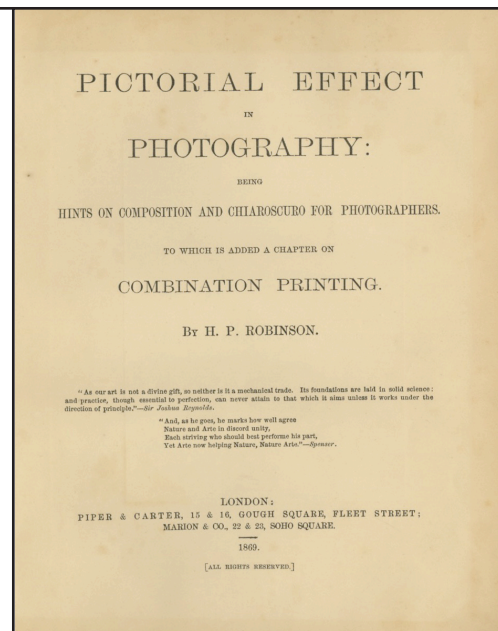 PICTORIAL EFFECT
IN
PHOTOGRAPHY:
BEING
HINTS ON COMPOSITION AND CHIAROSCURO FOR PHOTOGRAPHERS.
TO WHICH IS ADDED A CHAPTER ON
COMBINATION PRINTING.
By H. P. ROBINSON.
"As our art is not a divine gift, so neither is it a mechanical trade. Its foundations are laid in solid science:
and practice, though essential to perfection, can never attain to that which it aims unless it works under the
direction of principle."—Sir Joshua Reynolds.
"And, as he goes, he marks how well agree
Nature and Arte in discord unity,
Each striving who should best performe his part,
Yet Arte now helping Nature, Nature Arte."—Spenser.
LONDON;
PIPER & CARTER, 15 & 16, GOUGH SQUARE, FLEET STREET;
MARION & CO., 22 & 23, SOHO SQUARE.
1869.
[ALL RIGHTS RESERVED.]